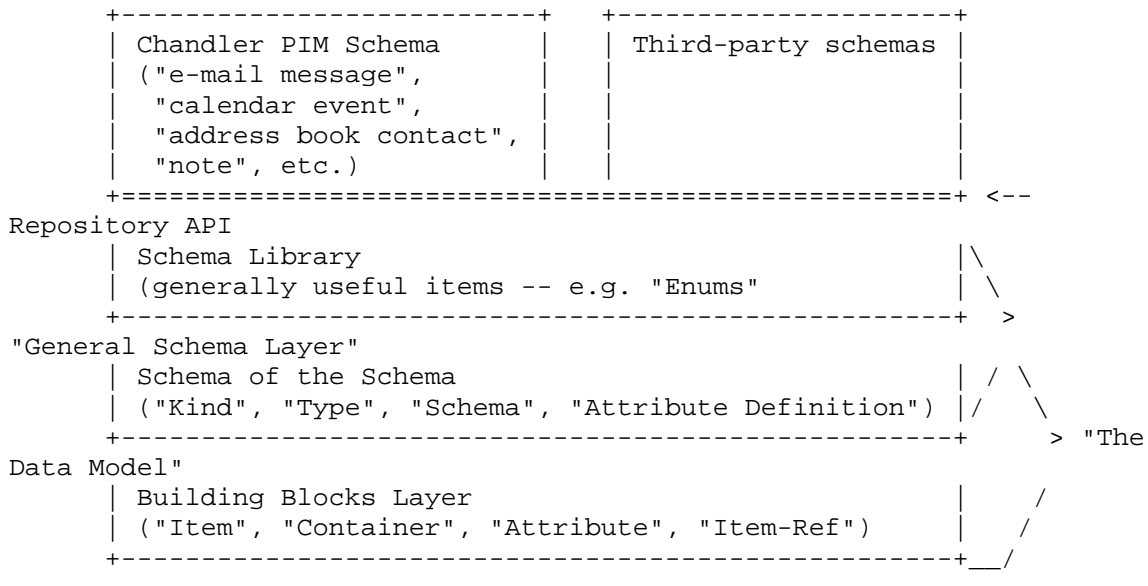 +--------------------------+   +---------------------+
| Chandler PIM Schema      |   | Third-party schemas |
| ("e-mail message",       |   |                     |
|  "calendar event",       |   |                     |
|  "address book contact", |   |                     |
|  "note", etc.)           |   |                     |
+====================================================+ <--
Repository API
| Schema Library                                     |\
| (generally useful items -- e.g. "Enums"            | \
+----------------------------------------------------+  >
"General Schema Layer"
| Schema of the Schema                               | / \
| ("Kind", "Type", "Schema", "Attribute Definition") |/   \
+----------------------------------------------------+     > "The
Data Model"
| Building Blocks Layer                              |    /
| ("Item", "Container", "Attribute", "Item-Ref")     |   /
+----------------------------------------------------+__/